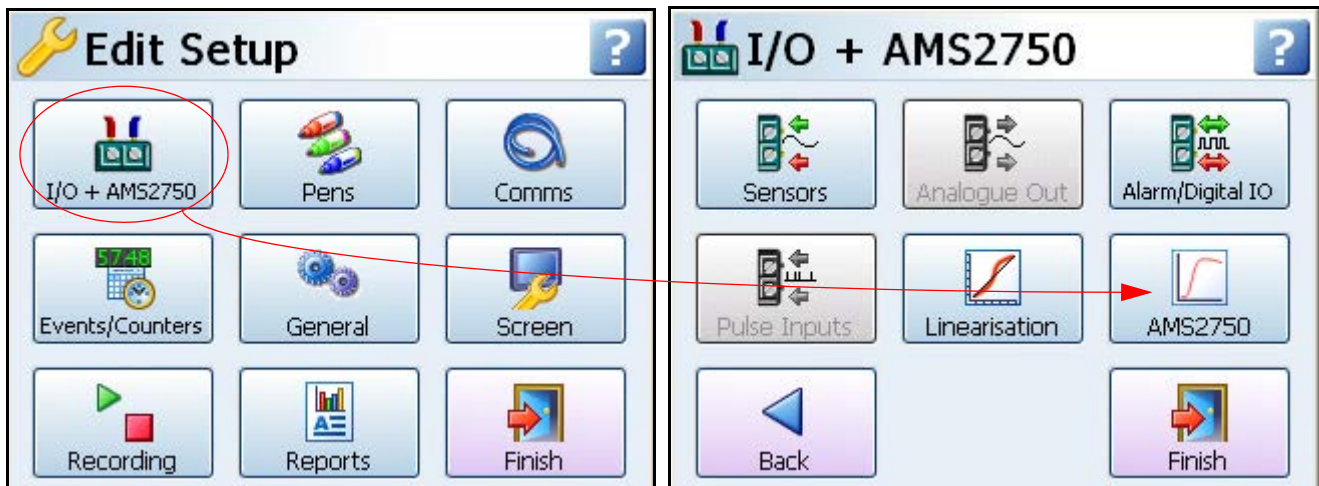 Edit Setup
?
I/O + AMS2750
Pens
Comms
57:48
Events/Counters
General
Screen
Recording
Reports
Finish
I/O + AMS2750
?
Sensors
Analogue Out
Alarm/Digital IO
Pulse Inputs
Linearisation
AMS2750
Back
Finish